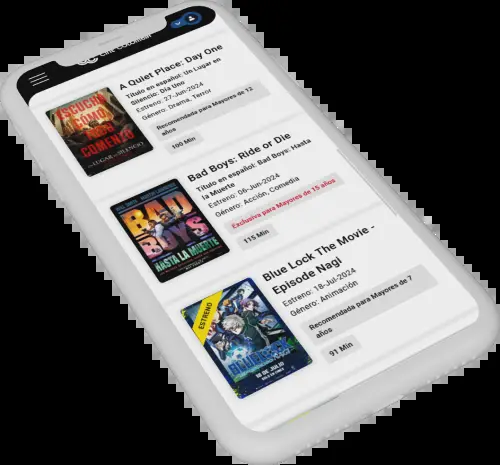 Cine Colombia
A Quiet Place: Day One
Título en español: Un Lugar en
Silencio: Día Uno
Estreno: 27-Jun-2024
Género: Drama, Terror
Recomendada para Mayores de 12
años
100 Min
ESCUCHA
CÓMO
TODO
COMENZÓ
UN LUGAR EN SILENCIO
Bad Boys: Ride or Die
Título en español: Bad Boys: Hasta
la Muerte
Estreno: 06-Jun-2024
Género: Acción, Comedia
Exclusiva para Mayores de 15 años
115 Min
BAD
BOYS
HASTA LA MUERTE
Blue Lock The Movie -
Episode Nagi
Estreno: 18-Jul-2024
Género: Animación
Recomendada para Mayores de 7
años
91 Min
ESTRENO
BLUELOCK
18 DE JULIO